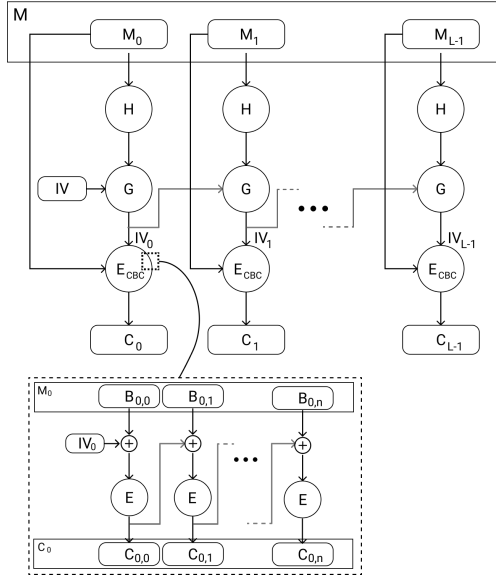 M
M0 M1 ML-1
H H H
IV G G G
IV0 IV1 IVL-1
ECBC ECBC ECBC
C0 C1 CL-1
M0
B0,0 B0,1 B0,n
IV0 + + +
E E E
C0
C0,0 C0,1 C0,n